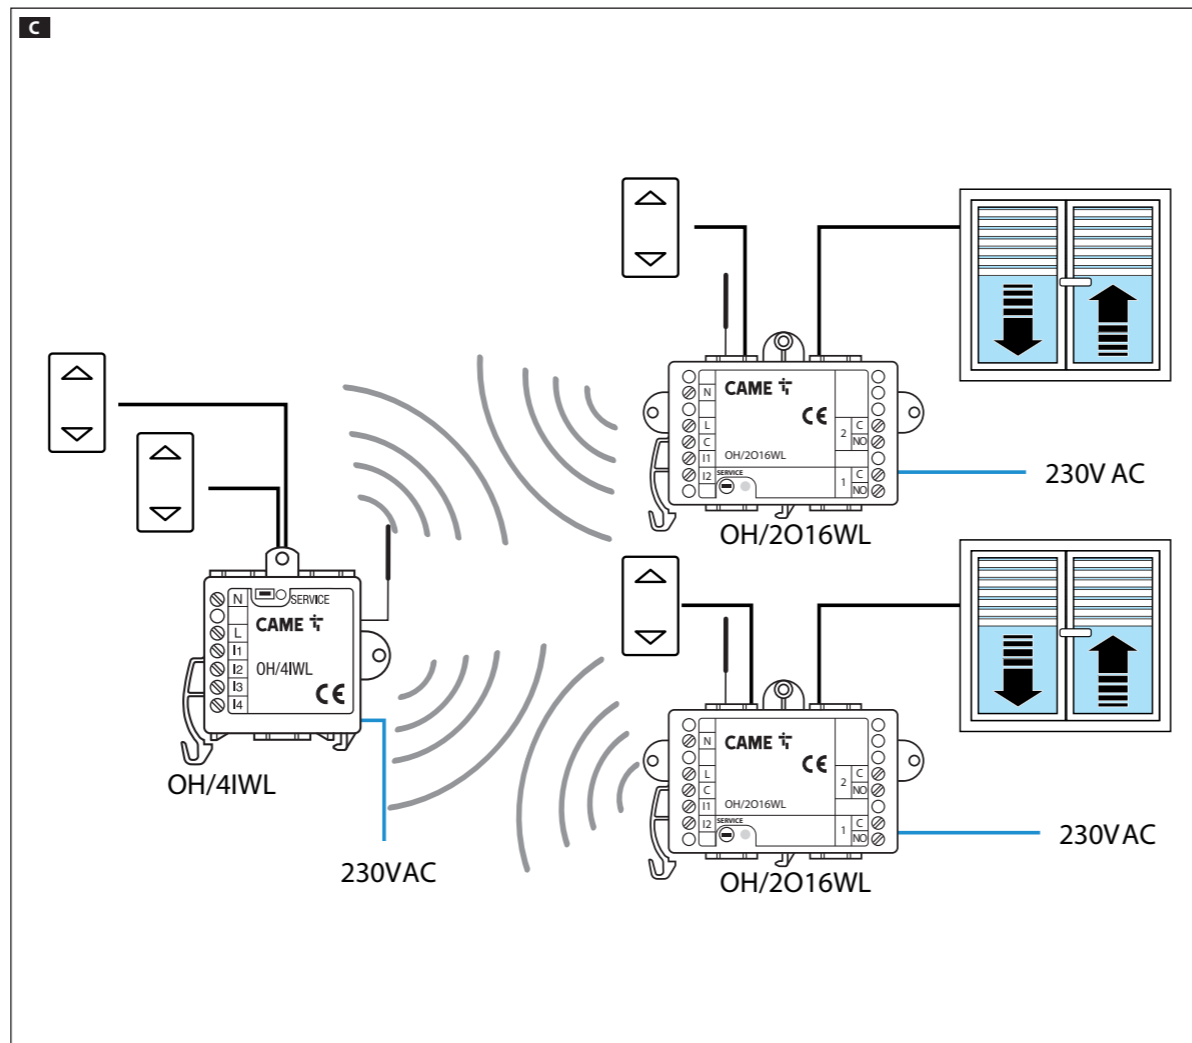 C
N
L
C
I1
I2
CAME
CE
OH/2O16WL
SERVICE
2
C
NO
1
C
NO
230V AC
OH/2O16WL
N
L
I1
I2
I3
I4
SERVICE
CAME
OH/4IWL
CE
OH/4IWL
230VAC
N
L
C
I1
I2
CAME
CE
OH/2O16WL
SERVICE
2
C
NO
1
C
NO
230VAC
OH/2O16WL